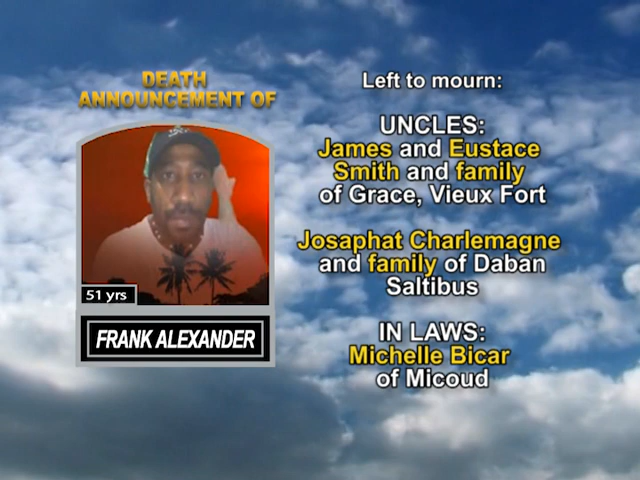 DEATH
ANNOUNCEMENT OF
51 yrs
FRANK ALEXANDER
Left to mourn:
UNCLES:
James and Eustace
Smith and family
of Grace, Vieux Fort
Josaphat Charlemagne
and family of Daban
Saltibus
IN LAWS:
Michelle Bicar
of Micoud